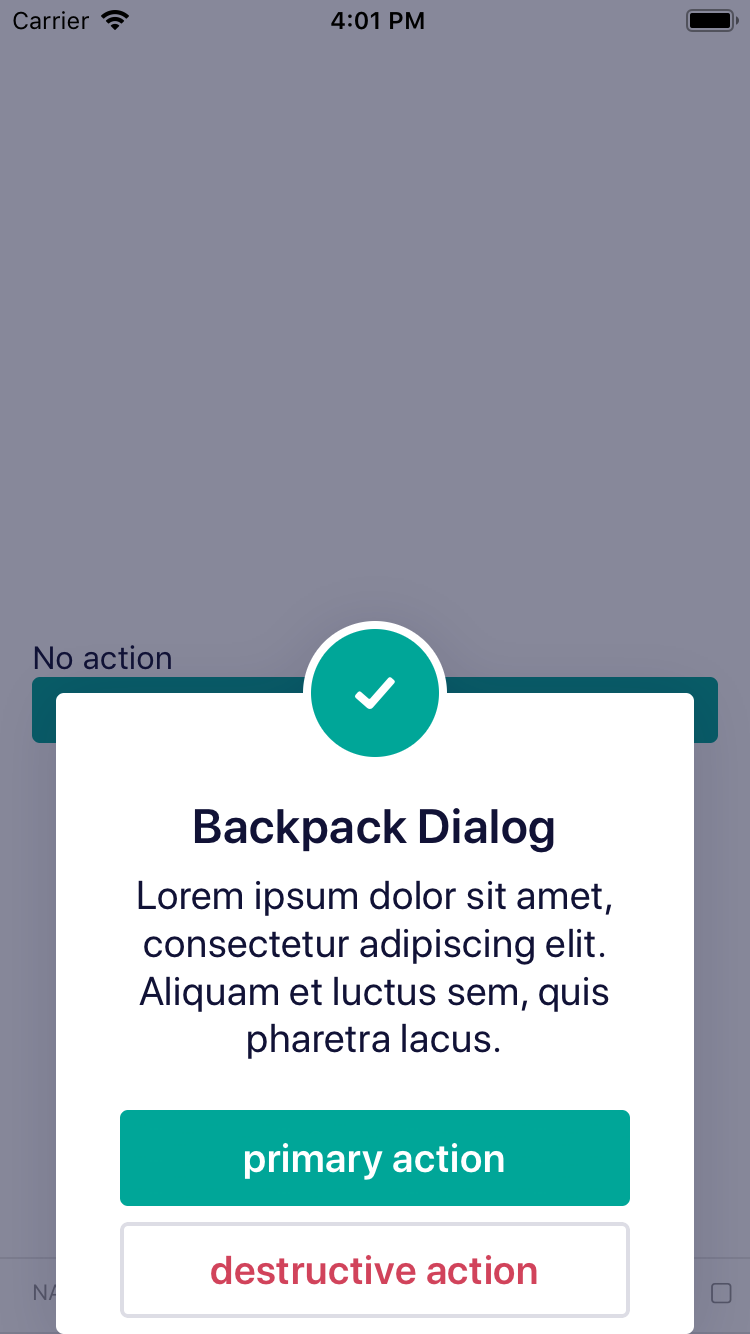 Carrier 4:01 PM
No action
Backpack Dialog
Lorem ipsum dolor sit amet,
consectetur adipiscing elit.
Aliquam et luctus sem, quis
pharetra lacus.
primary action
destructive action